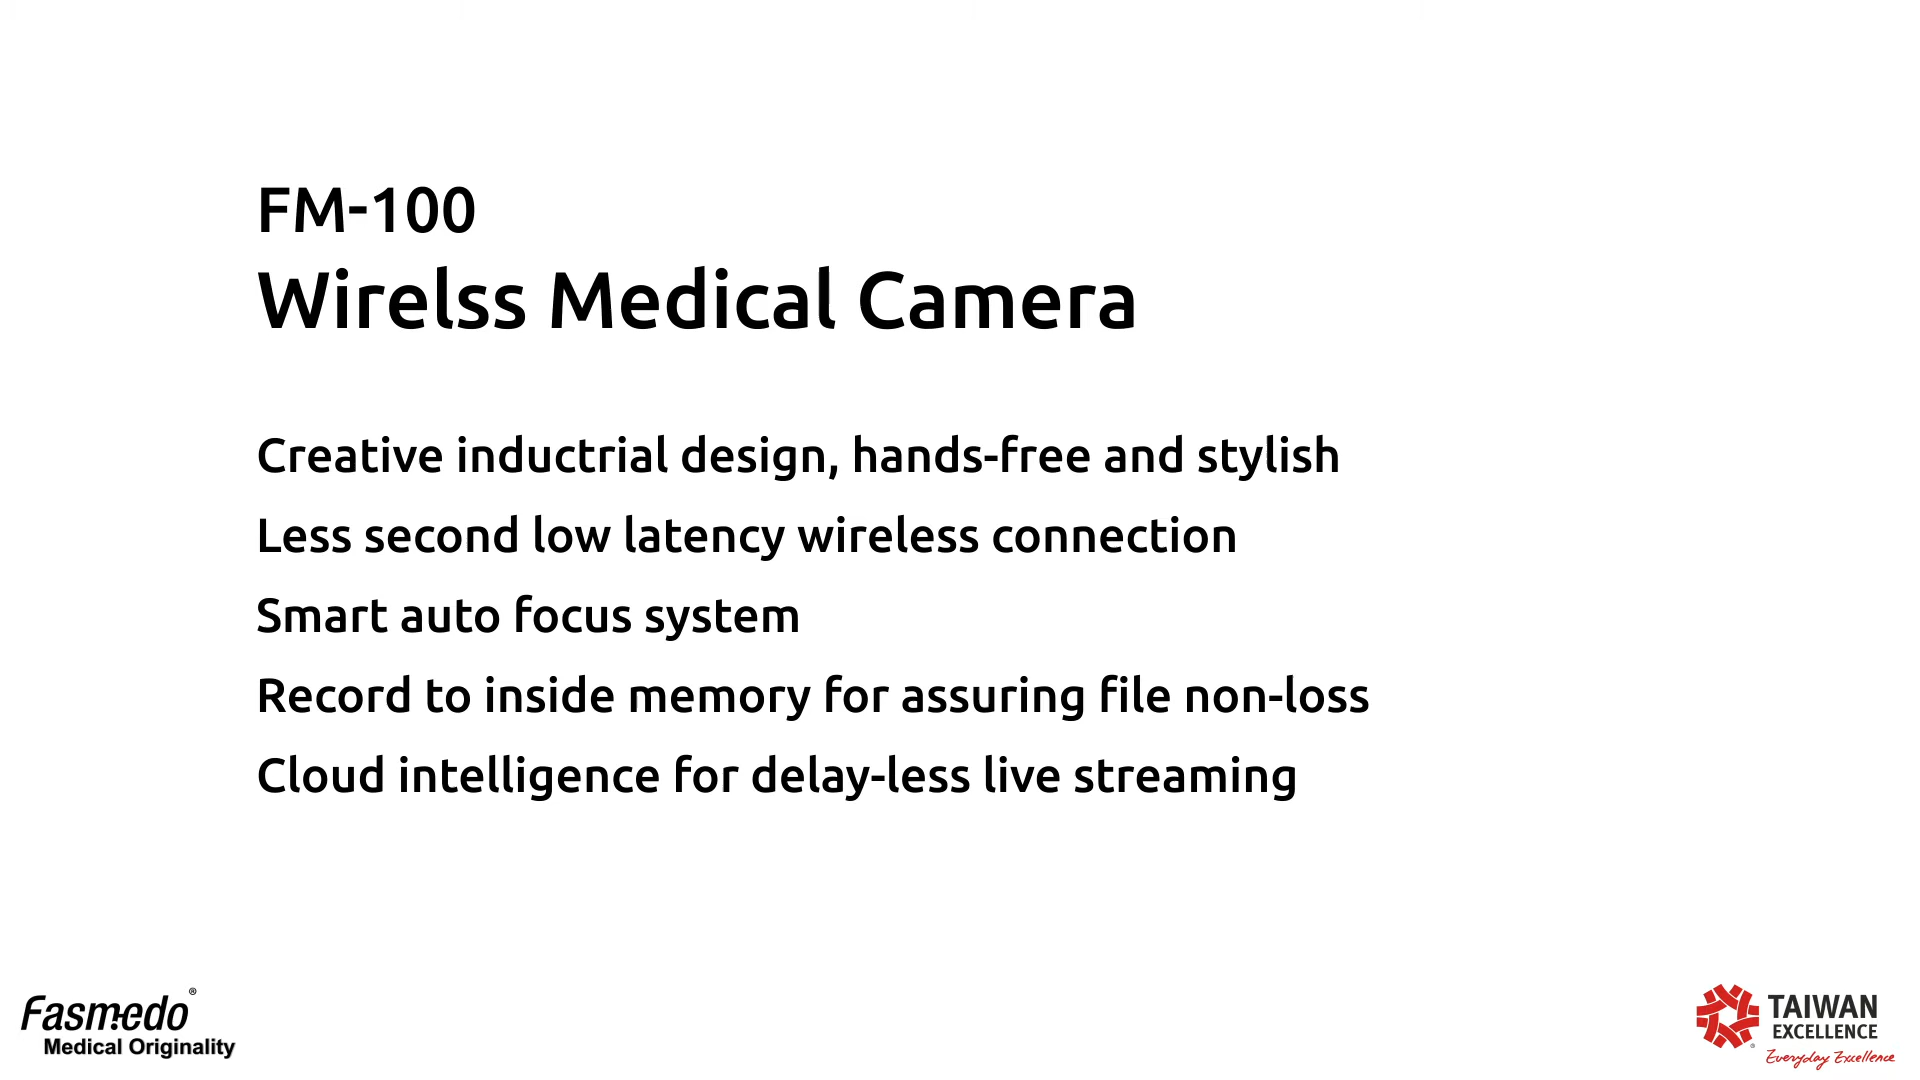 FM-100
Wirelss Medical Camera
Creative inductrial design, hands-free and stylish
Less second low latency wireless connection
Smart auto focus system
Record to inside memory for assuring file non-loss
Cloud intelligence for delay-less live streaming
Fasmedo®
Medical Originality
TAIWAN
EXCELLENCE
Everyday Excellence